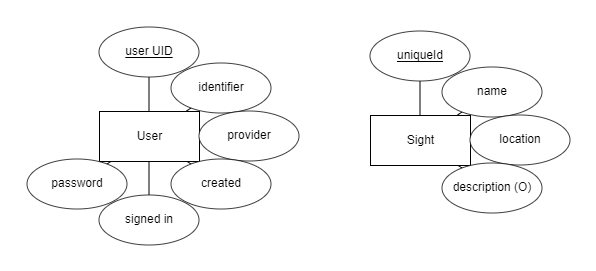 user UID
identifier
User
provider
password
created
signed in
uniqueId
name
Sight
location
description (O)